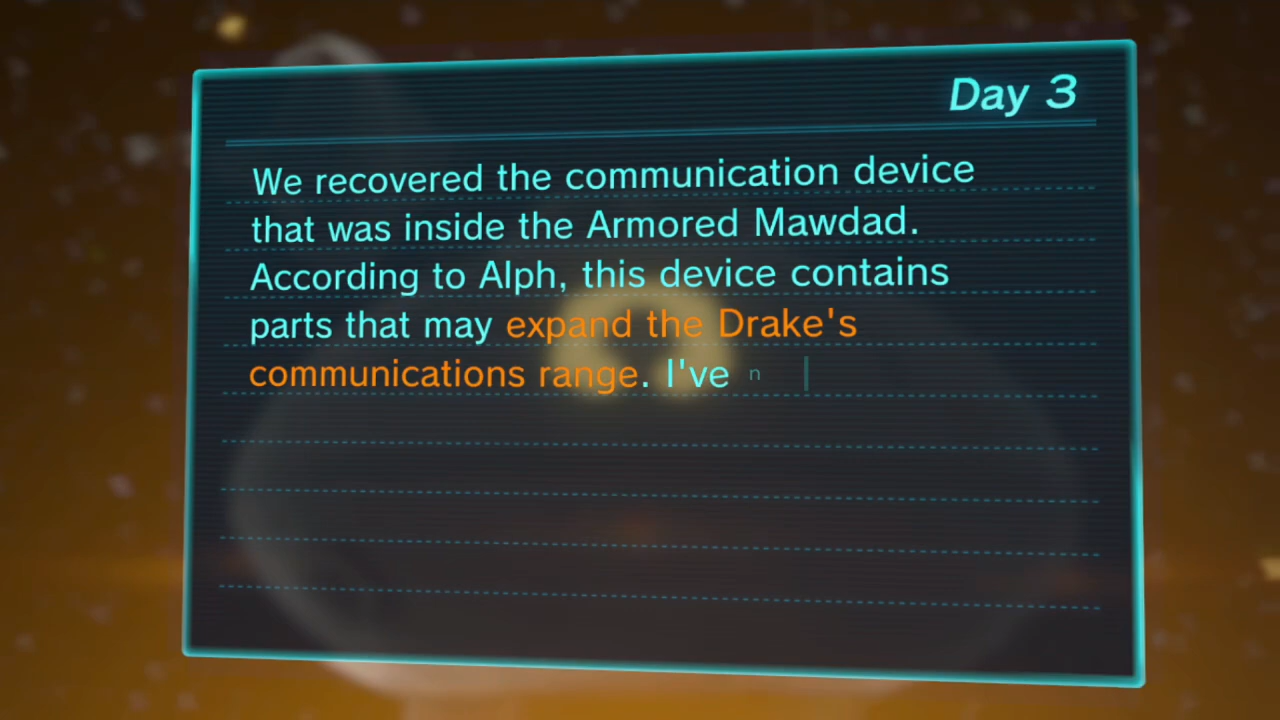 Day 3
We recovered the communication device
that was inside the Armored Mawdad.
According to Alph, this device contains
parts that may expand the Drake's
communications range. I've n